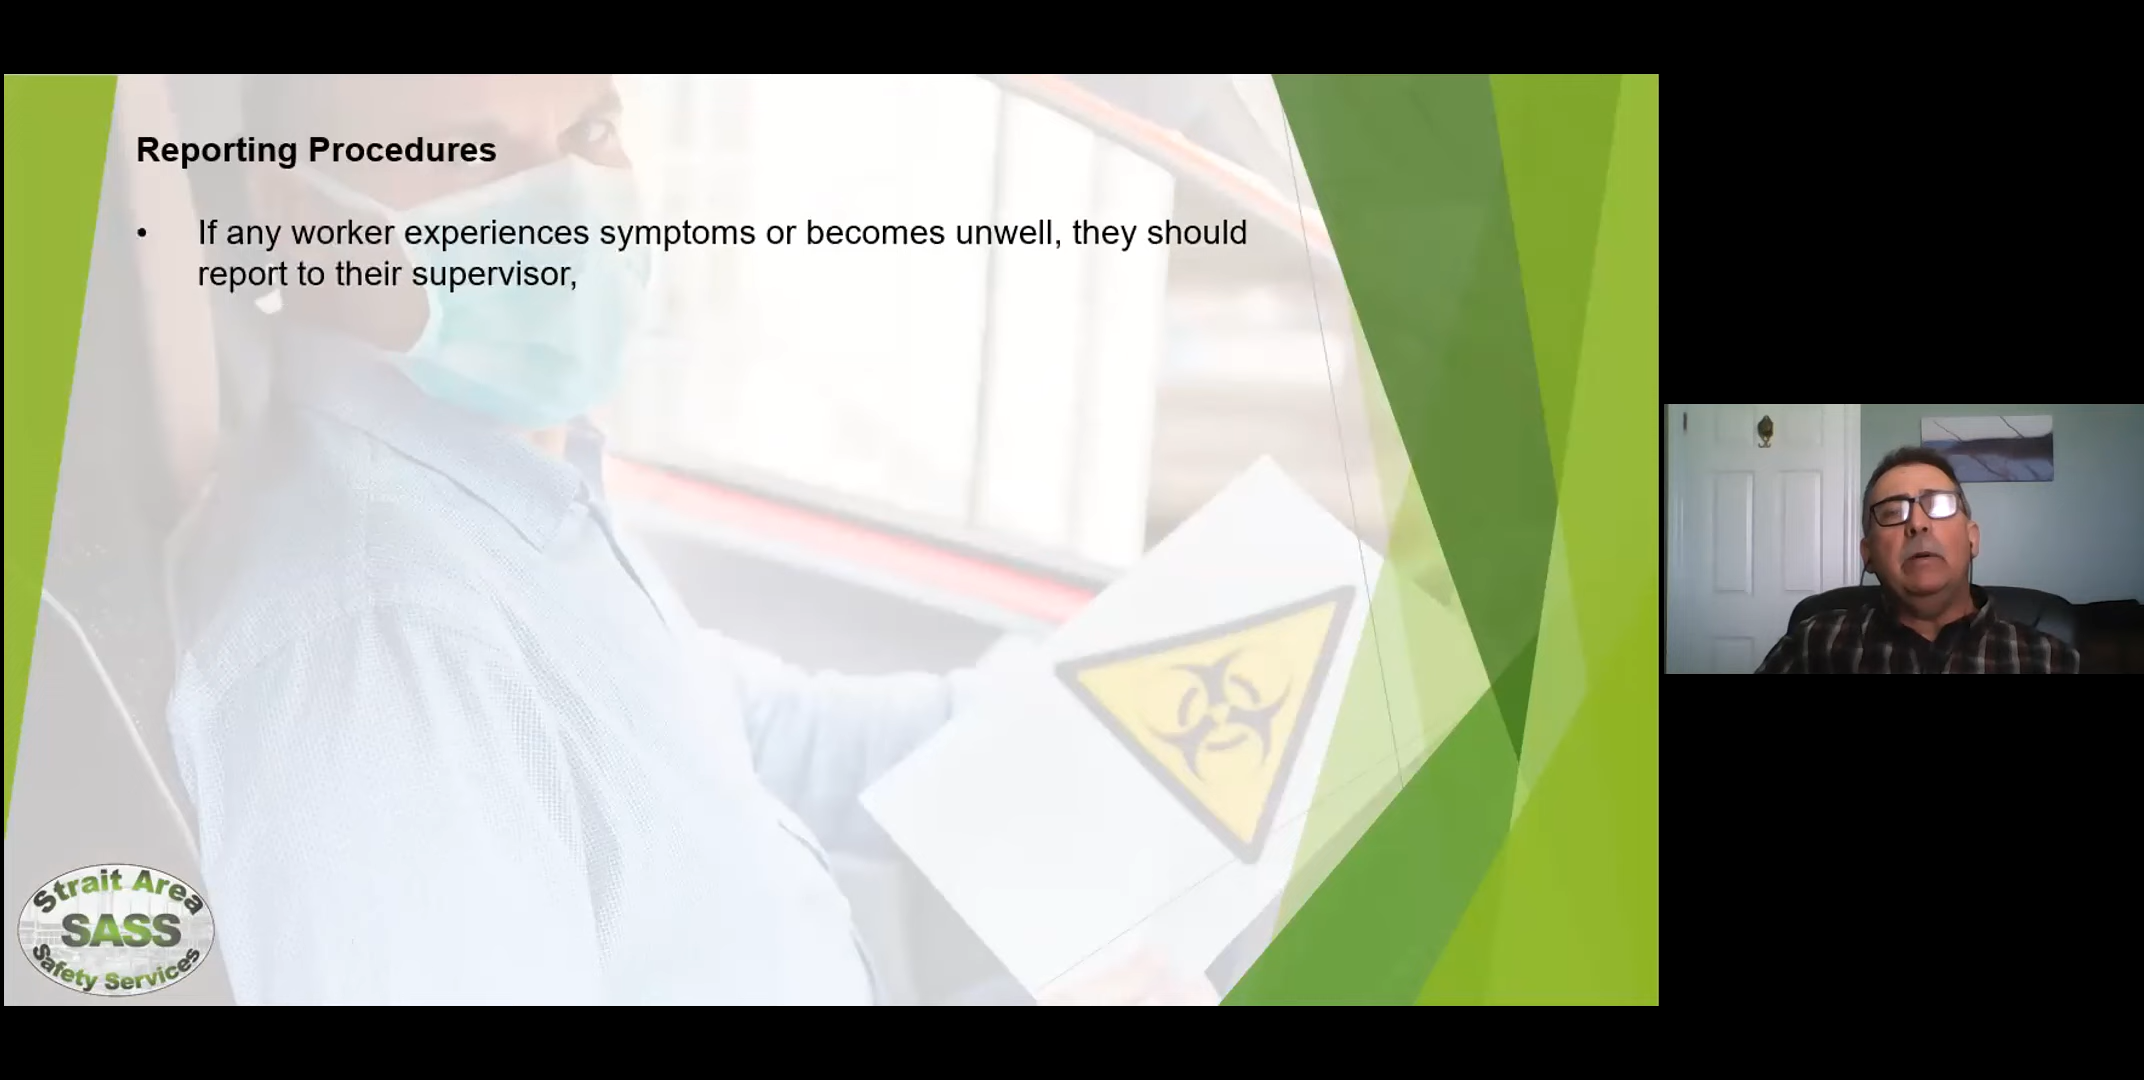 Reporting Procedures
• If any worker experiences symptoms or becomes unwell, they should
report to their supervisor,
Strait Area
SASS
Safety Services